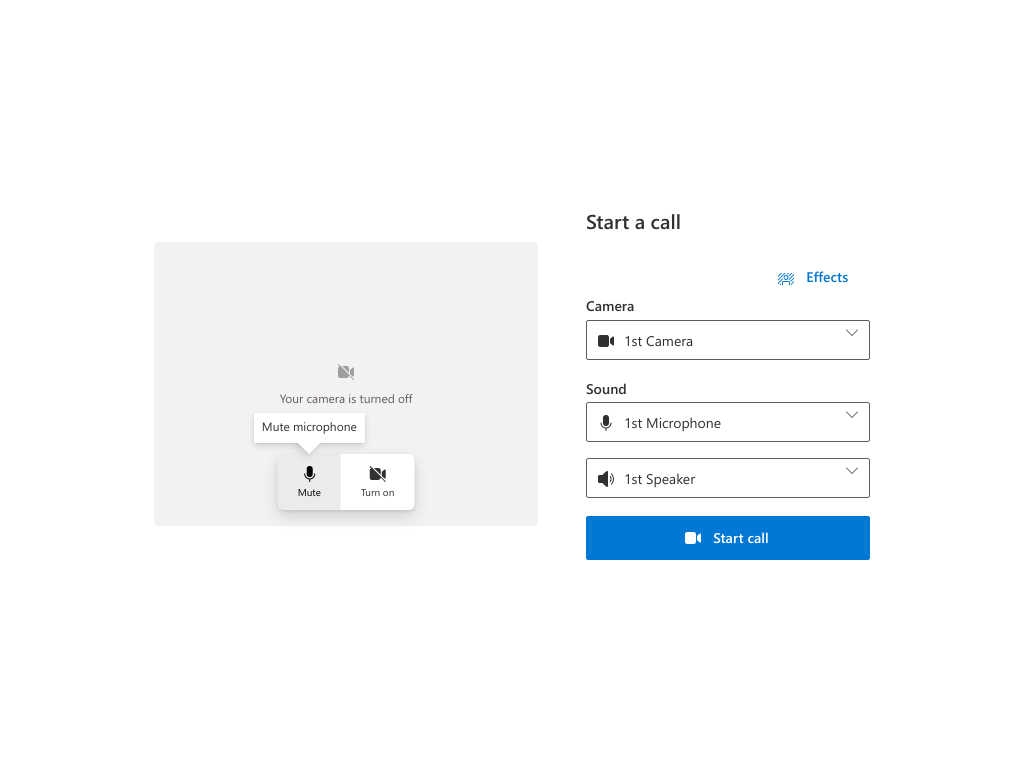 Start a call
Effects
Camera
1st Camera
Your camera is turned off
Sound
Mute microphone
1st Microphone
Mute
Turn on
1st Speaker
Start call